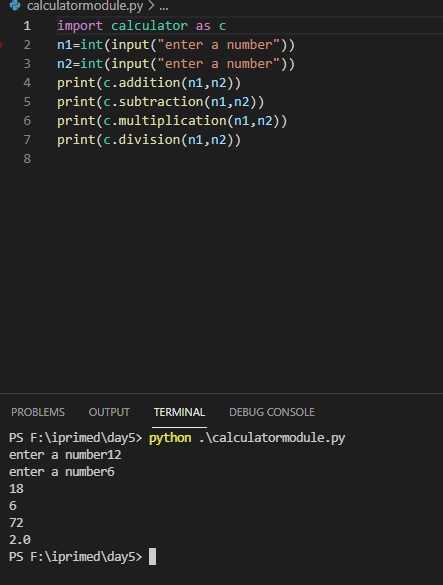 calculatormodule.py > ...
1 import calculator as c
2 n1=int(input("enter a number"))
3 n2=int(input("enter a number"))
4 print(c.addition(n1,n2))
5 print(c.subtraction(n1,n2))
6 print(c.multiplication(n1,n2))
7 print(c.division(n1,n2))
8
PROBLEMS OUTPUT TERMINAL DEBUG CONSOLE
PS F:\iprimed\day5> python .\calculatormodule.py
enter a number12
enter a number6
18
6
72
2.0
PS F:\iprimed\day5>